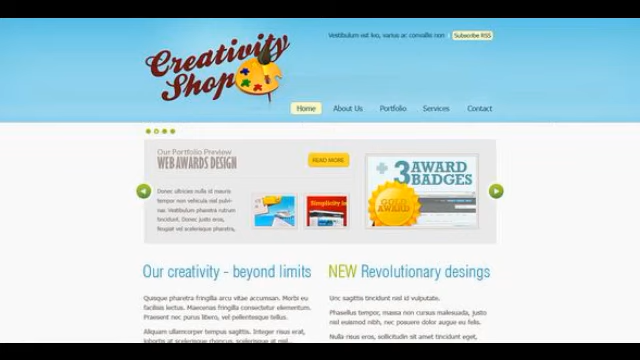 Creativity
Shop
Vestibulum est leo, varius ac convallis non
Subscribe RSS
Home
About Us
Portfolio
Services
Contact
Our Portfolio Preview
WEB AWARDS DESIGN
READ MORE
Donec ultricies nulla id mauris
tempor non vehicula nisl pulvi-
nar. Vestibulum pharetra rutrum
tincidunt. Donec justo eros,
feugiat vel scelerisque pharetra,
Simplicity is
+3 AWARD
BADGES
GOLD
AWARD
Our creativity - beyond limits
Quisque pharetra fringilla arcu vitae accumsan. Morbi eu
facilisis lectus. Maecenas fringilla consectetur elementum.
Praesent nec purus libero, vel pellentesque tellus.
Aliquam ullamcorper tempus sagittis. Integer risus erat,
NEW Revolutionary desings
Unc sagittis tincidunt nisl id vulputate.
Phasellus tempor, massa non cursus malesuada, justo
nisl euismod nibh, nec posuere dolor augue eu felis.
Nulla risus eros, sollicitudin sit amet tincidunt eget,